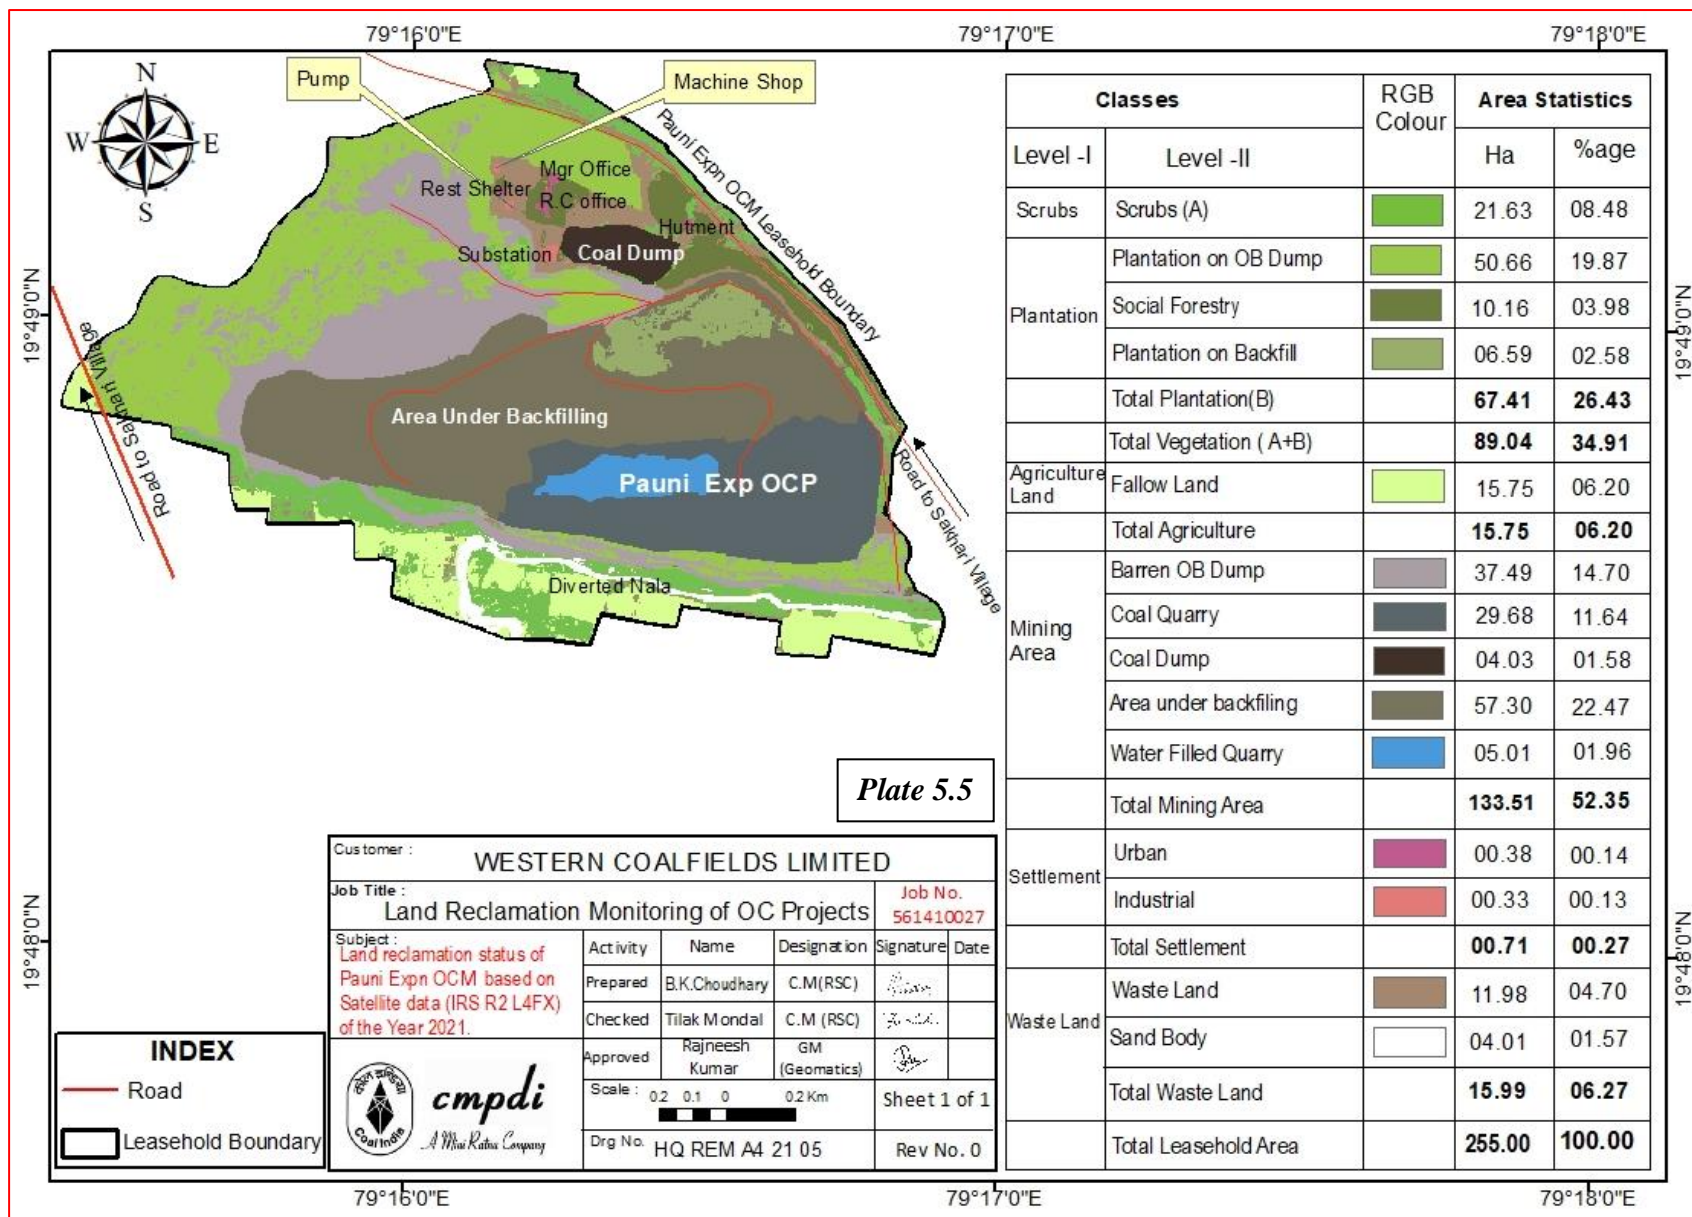 79°16'0"E 79°17'0"E 79°18'0"E
19°49'0"N
19°48'0"N
N
W E
S
Pump
Machine Shop
Mgr Office
Rest Shelter
R.C office
Hutment
Substation
Coal Dump
Pauni Expn OCM Leasehold Boundary
Area Under Backfilling
Pauni Exp OCP
Diverted Nala
Road to Sakhari Village
Road to Sakhari Village
Classes RGB Colour Area Statistics
Level -I Level -II Ha %age
Scrubs Scrubs (A) 21.63 08.48
Plantation
Plantation on OB Dump 50.66 19.87
Social Forestry 10.16 03.98
Plantation on Backfill 06.59 02.58
Total Plantation(B) 67.41 26.43
Total Vegetation ( A+B) 89.04 34.91
Agriculture Land Fallow Land 15.75 06.20
Total Agriculture 15.75 06.20
Mining Area
Barren OB Dump 37.49 14.70
Coal Quarry 29.68 11.64
Coal Dump 04.03 01.58
Area under backfiling 57.30 22.47
Water Filled Quarry 05.01 01.96
Total Mining Area 133.51 52.35
Settlement
Urban 00.38 00.14
Industrial 00.33 00.13
Total Settlement 00.71 00.27
Waste Land
Waste Land 11.98 04.70
Sand Body 04.01 01.57
Total Waste Land 15.99 06.27
Total Leasehold Area 255.00 100.00
Plate 5.5
Customer : WESTERN COALFIELDS LIMITED
Job Title :
Land Reclamation Monitoring of OC Projects
Job No.
561410027
Subject :
Land reclamation status of
Pauni Expn OCM based on
Satellite data (IRS R2 L4FX)
of the Year 2021.
Activity Name Designation Signature Date
Prepared B.K.Choudhary C.M(RSC)
Checked Tilak Mondal C.M (RSC)
Approved Rajneesh Kumar GM (Geomatics)
Scale : 0.2 0.1 0 0.2 Km
Sheet 1 of 1
Drg No. HQ REM A4 21 05
Rev No. 0
Coal India
cmpdi
A Mini Ratna Company
INDEX
Road
Leasehold Boundary
19°49'0"N
19°48'0"N
79°16'0"E 79°17'0"E 79°18'0"E